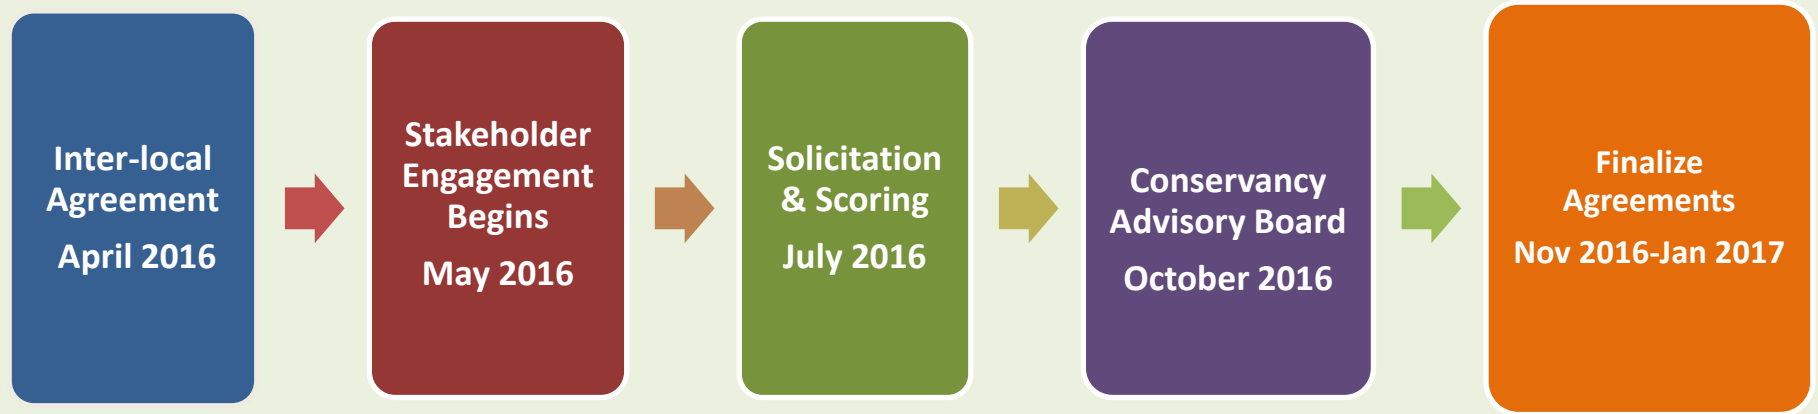 Inter-local
Agreement
April 2016
Stakeholder
Engagement
Begins
May 2016
Solicitation
& Scoring
July 2016
Conservancy
Advisory Board
October 2016
Finalize
Agreements
Nov 2016-Jan 2017